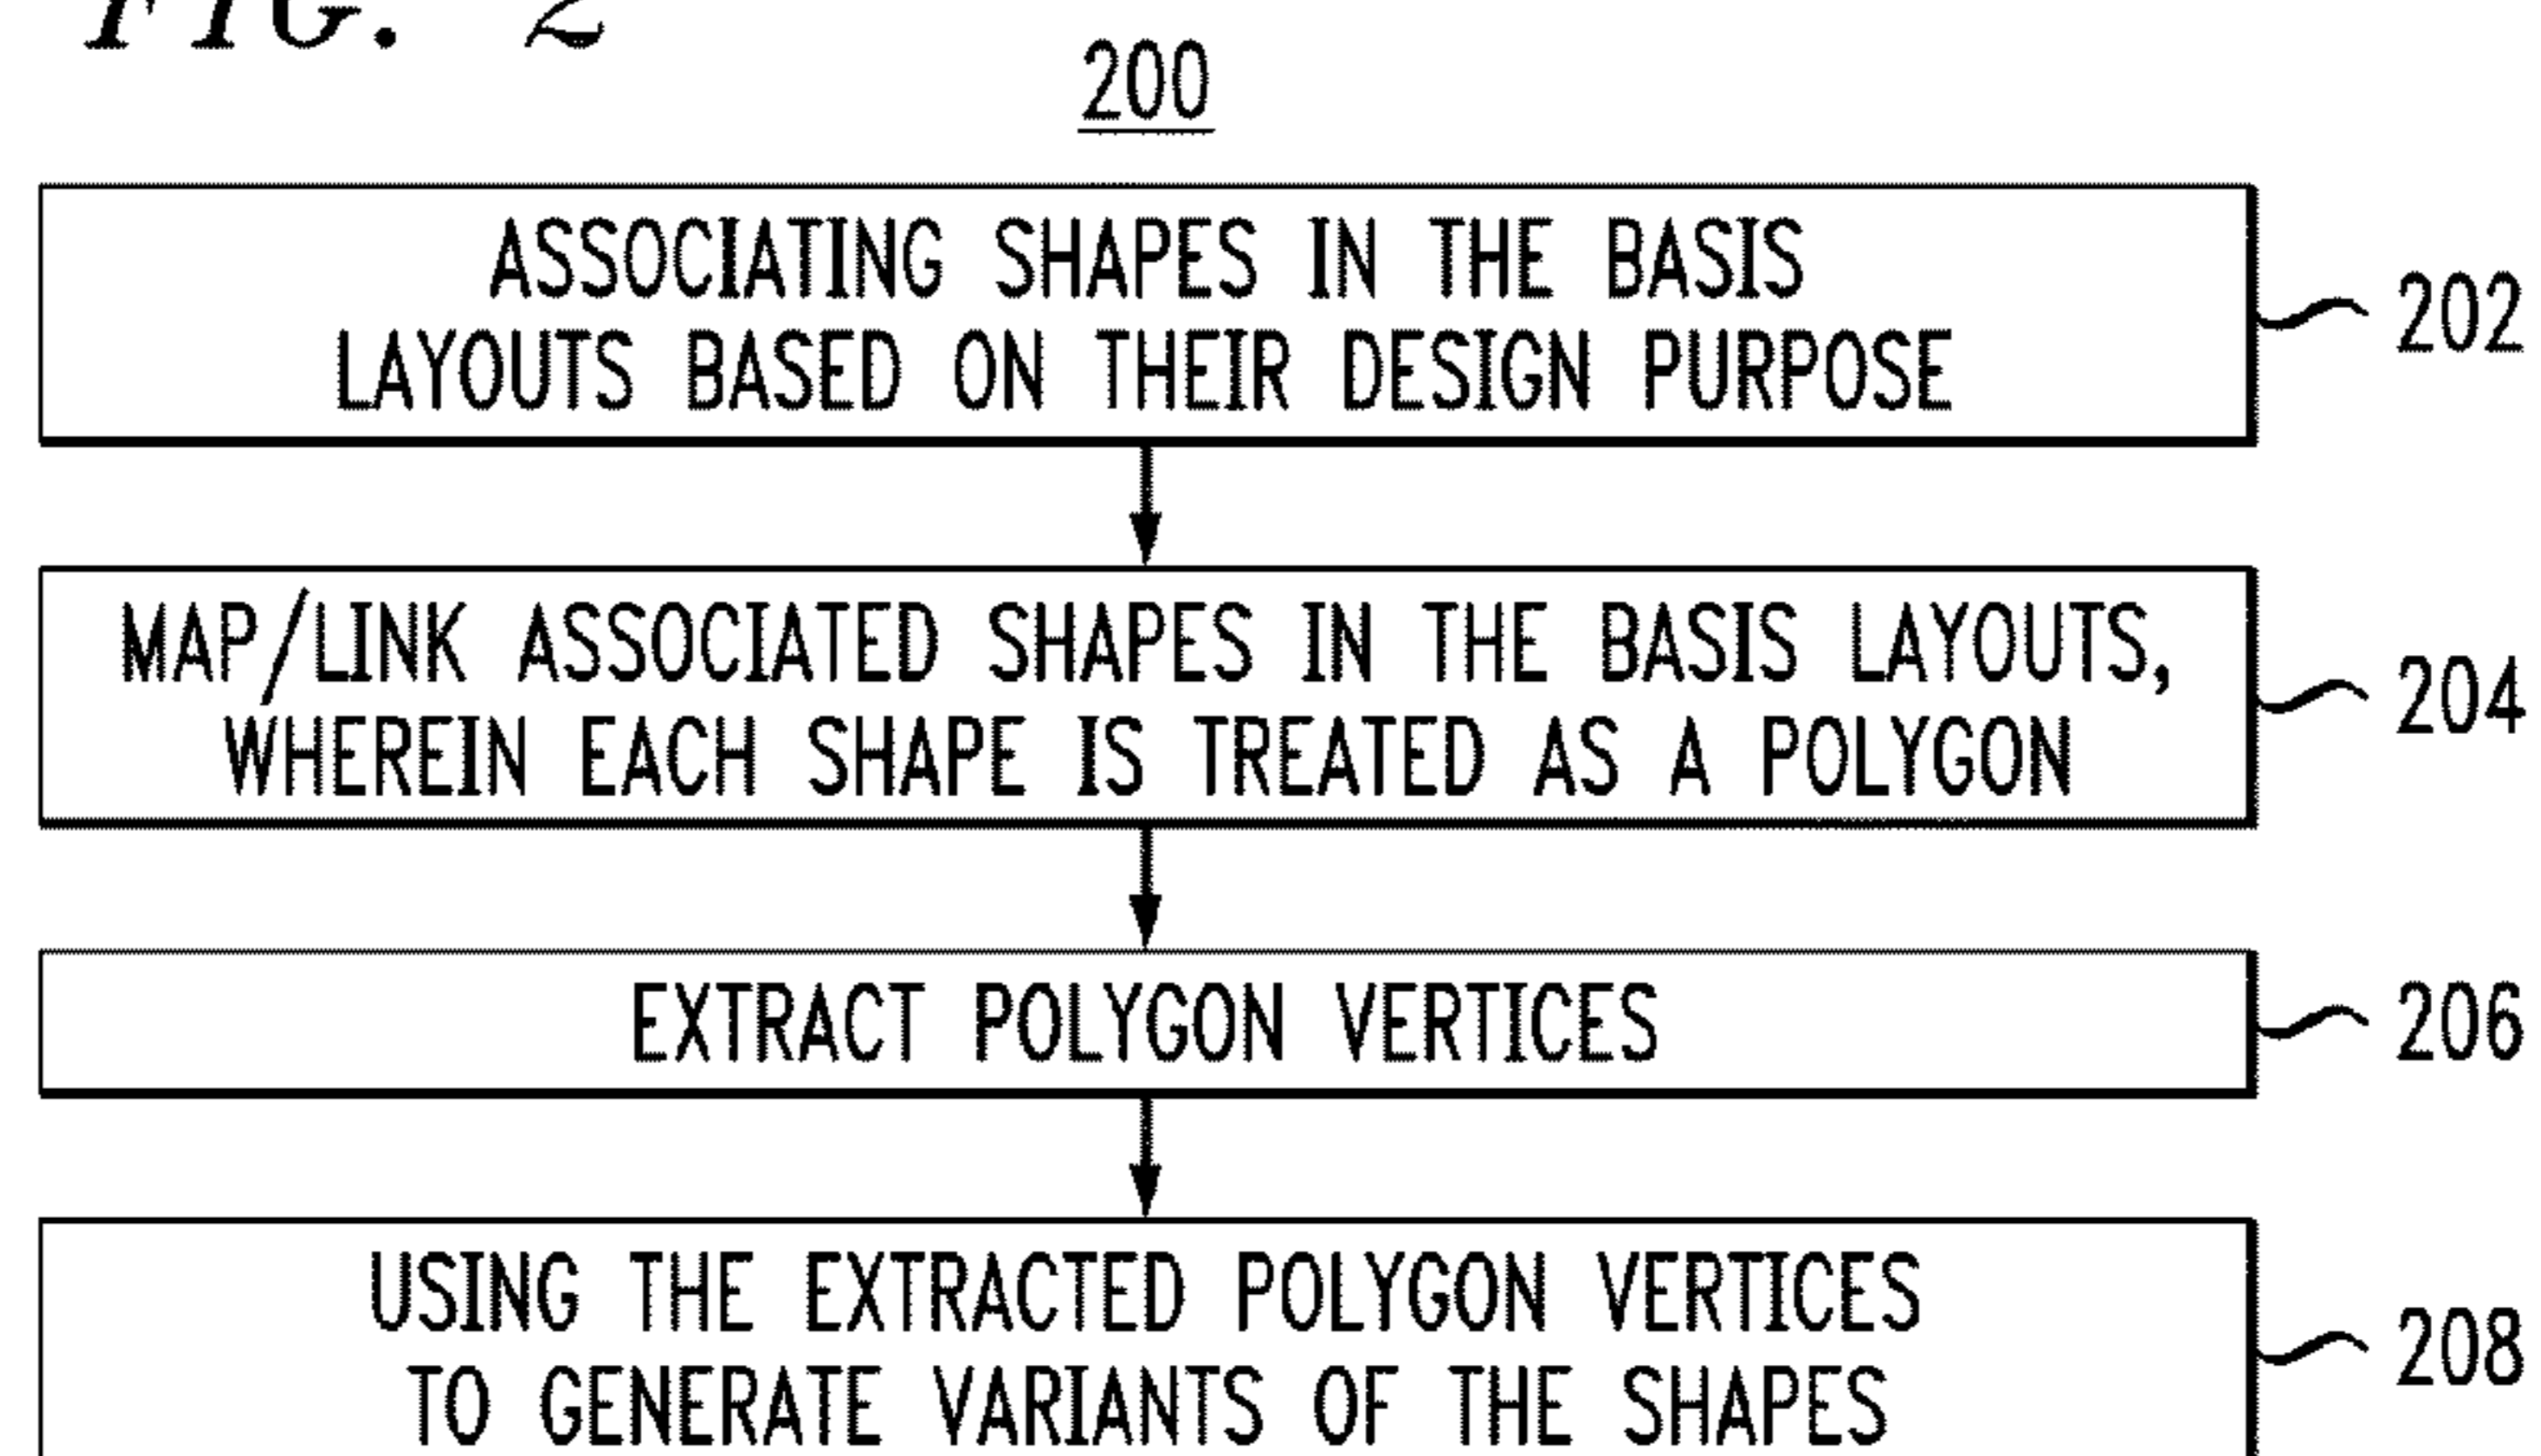 FIG. 2
200
ASSOCIATING SHAPES IN THE BASIS
LAYOUTS BASED ON THEIR DESIGN PURPOSE
202
MAP/LINK ASSOCIATED SHAPES IN THE BASIS LAYOUTS,
WHEREIN EACH SHAPE IS TREATED AS A POLYGON
204
EXTRACT POLYGON VERTICES
206
USING THE EXTRACTED POLYGON VERTICES
TO GENERATE VARIANTS OF THE SHAPES
208